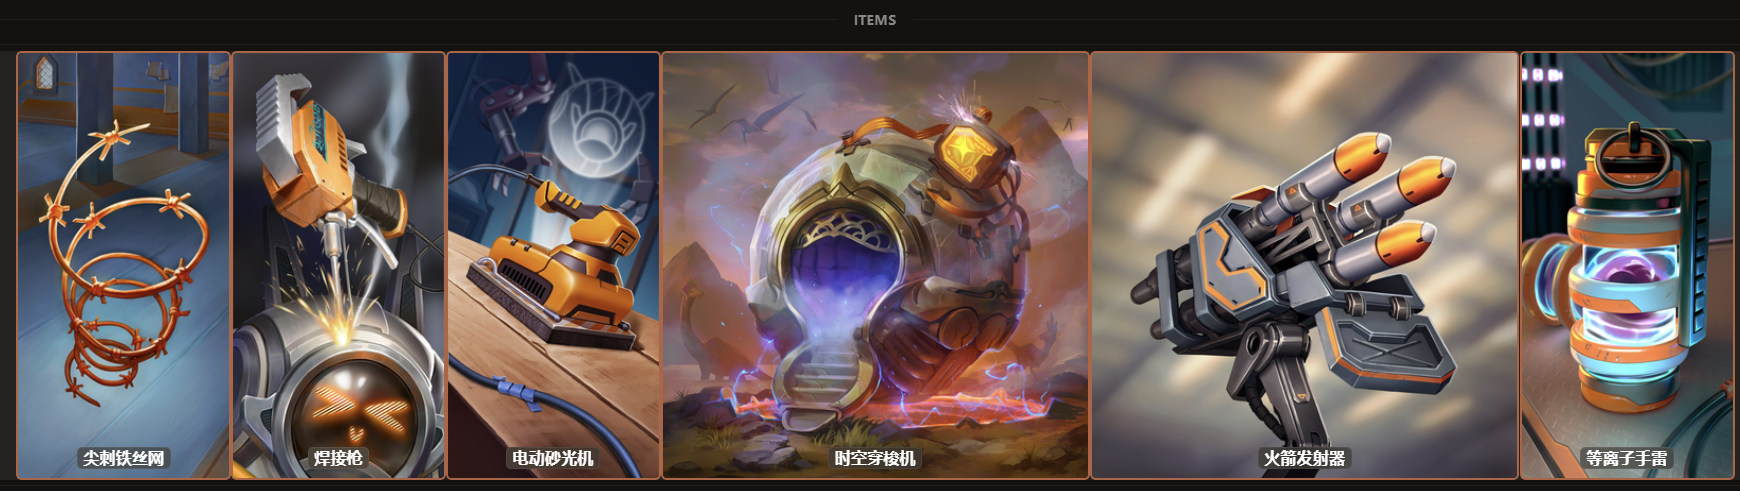 ITEMS
尖刺铁丝网
焊接枪
电动砂光机
时空穿梭机
火箭发射器
等离子手雷